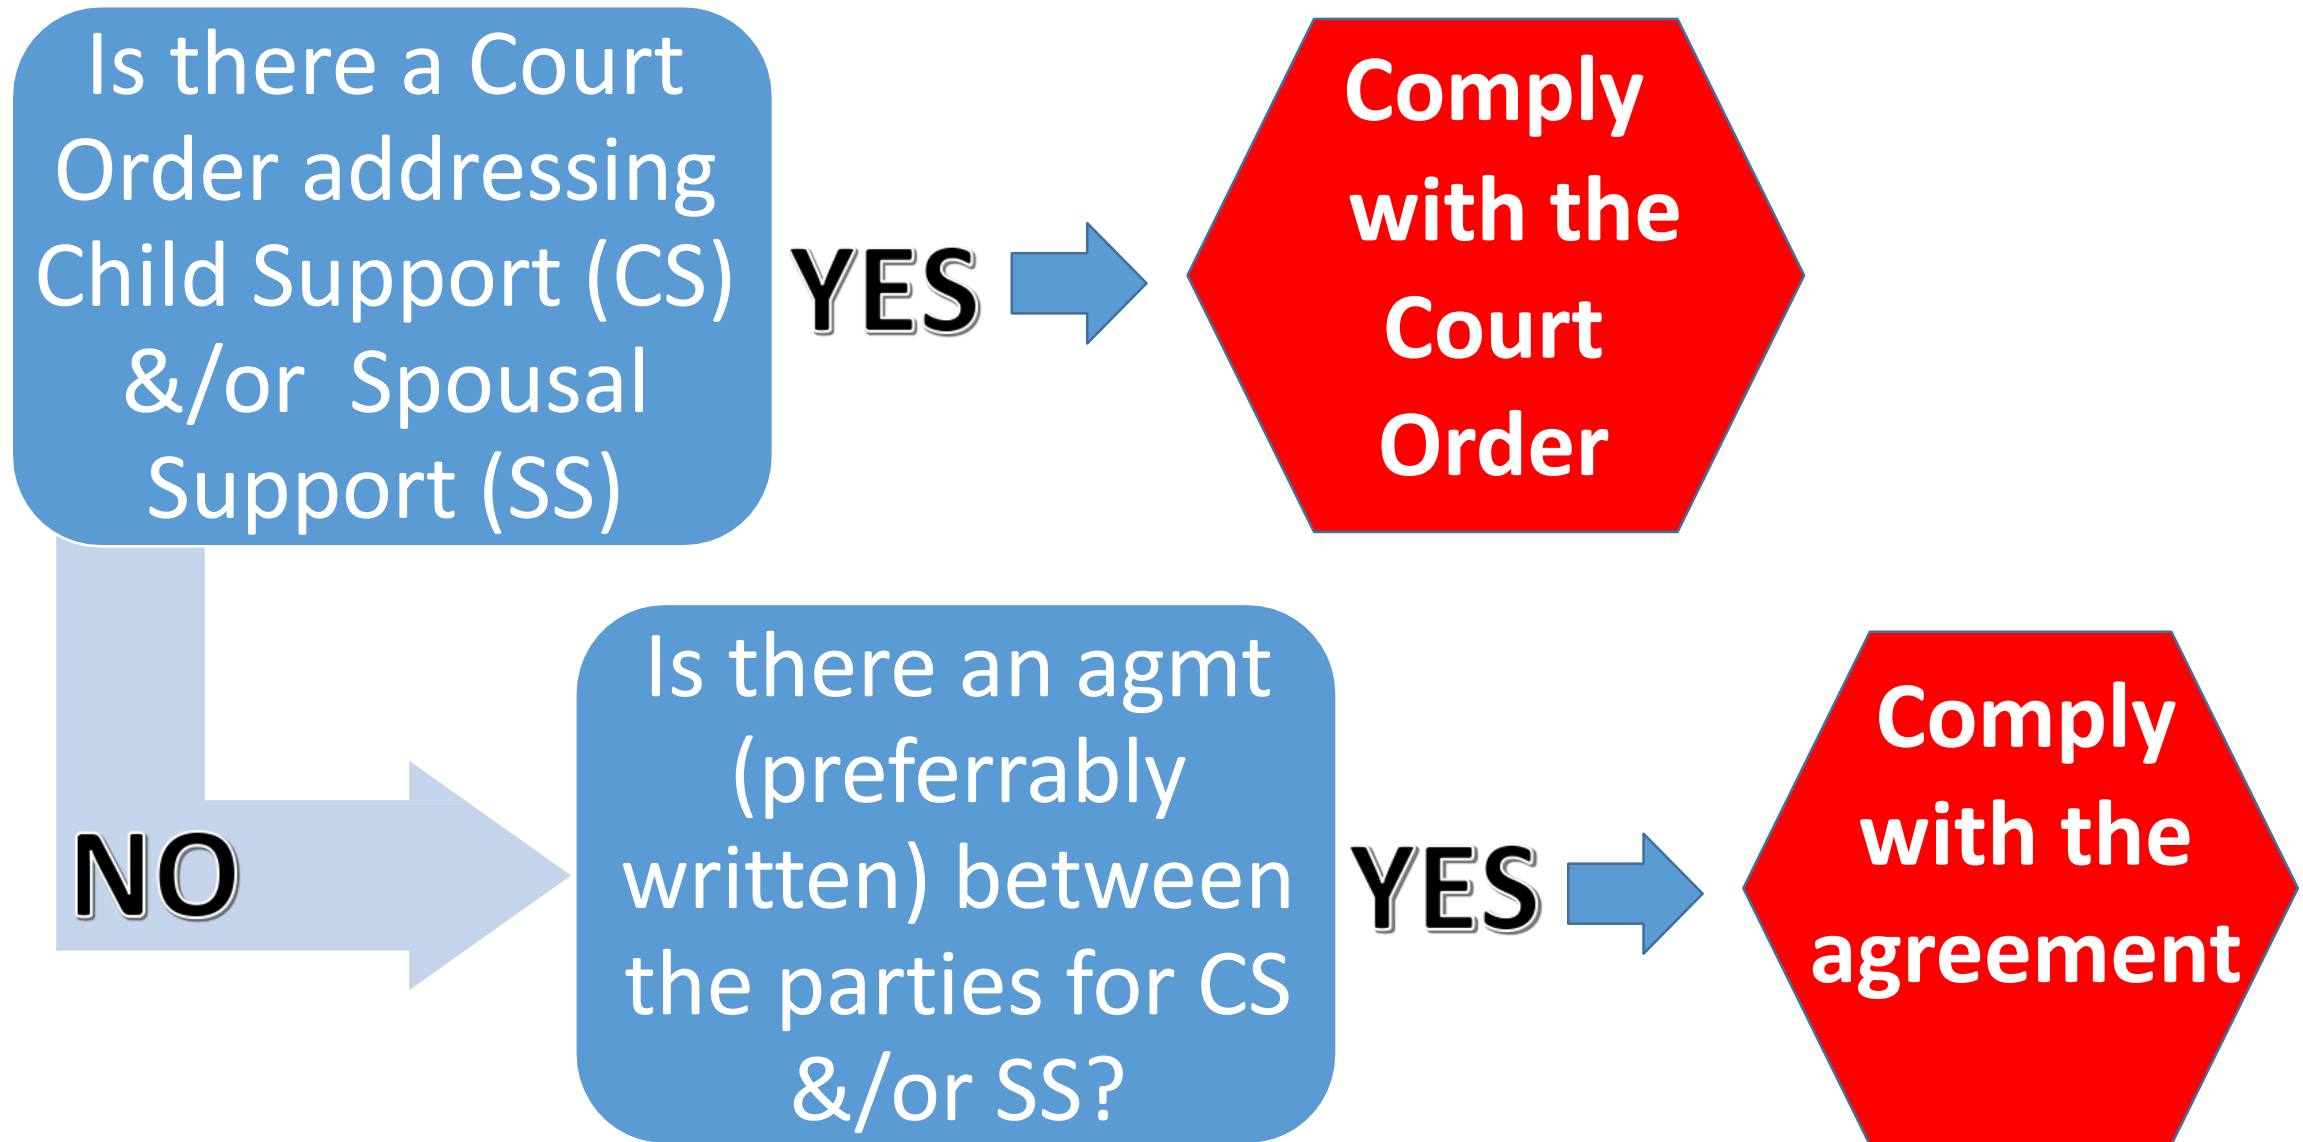 Is there a Court
Order addressing
Child Support (CS)
&/or Spousal
Support (SS)
YES
Comply
with the
Court
Order
NO
Is there an agmt
(preferrably
written) between
the parties for CS
&/or SS?
YES
Comply
with the
agreement